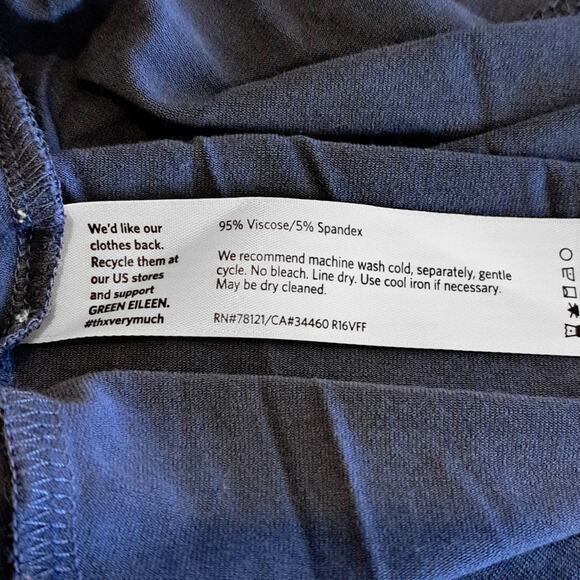 We'd like our
clothes back.
Recycle them at
our US stores
and support
GREEN EILEEN.
#thxverymuch
95% Viscose/5% Spandex
We recommend machine wash cold, separately, gentle
cycle. No bleach. Line dry. Use cool iron if necessary.
May be dry cleaned.
RN#78121/CA#34460 R16VFF